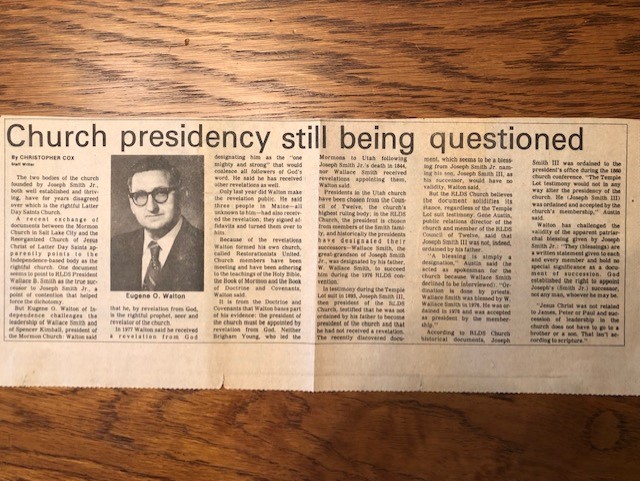 Church presidency still being questioned
By CHRISTOPHER COX
Staff Writer
The two bodies of the church
founded by Joseph Smith Jr.,
both well established and thriv-
ing, have for years disagreed
over which is the rightful Latter
Day Saints Church.
A recent exchange of
documents between the Mormon
Church in Salt Lake City and the
Reorganized Church of Jesus
Christ of Latter Day Saints ap-
parently points to the
Independence-based body as the
rightful church. One document
seems to point to RLDS President
Wallace B. Smith as the true suc-
cessor to Joseph Smith Jr., a
point of contention that helped
form the dichotomy.
But Eugene O. Walton of In-
dependence challenges the
leadership of Wallace Smith and
of Spencer Kimball, president of
the Mormon Church; Walton said
Eugene O. Walton
that he, by revelation from God,
is the rightful prophet, seer and
revelator of the church.
In 1977 Walton said he received
a revelation from God
designating him as the "one
mighty and strong" that would
coalesce all followers of God's
word. He said he has received
other revelations as well.
Only last year did Walton make
the revelation public. He said
three people in Maine—all
unknown to him—had also receiv-
ed the revelation; they signed af-
fidavits and turned them over to
him.
Because of the revelations
Walton formed his own church,
called Restorationists United.
Church members have been
meeting and have been adhering
to the teachings of the Holy Bible,
the Book of Mormon and the Book
of Doctrine and Covenants,
Walton said.
It is from the Doctrine and
Covenants that Walton bases part
of his evidence: the president of
the church must be appointed by
revelation from God. Neither
Brigham Young, who led the
Mormons to Utah following
Joseph Smith Jr.'s death in 1844,
nor Wallace Smith received
revelations appointing them,
Walton said.
Presidents in the Utah church
have been chosen from the Coun-
cil of Twelve, the church's
highest ruling body; in the RLDS
Church, the president is chosen
from members of the Smith fami-
ly, and historically the presidents
have designated their
successors—Wallace Smith, the
great-grandson of Joseph Smith
Jr., was designated by his father,
W. Wallace Smith, to succeed
him during the 1976 RLDS con-
vention.
In testimony during the Temple
Lot suit in 1893, Joseph Smith III,
then president of the RLDS
Church, testified that he was not
ordained by his father to become
president of the church and that
he had not received a revelation.
The recently discovered docu-
ment, which seems to be a bless-
ing from Joseph Smith Jr. nam-
ing his son, Joseph Smith III, as
his successor, would have no
validity, Walton said.
But the RLDS Church believes
the document solidifies its
stance, regardless of the Temple
Lot suit testimony. Gene Austin,
public relations director of the
church and member of the RLDS
Council of Twelve, said that
Joseph Smith III was not, indeed,
ordained by his father.
"A blessing is simply a
designation," Austin said (he
acted as spokesman for the
church because Wallace Smith
declined to be interviewed). "Or-
dination is done by priests.
Wallace Smith was blessed by W.
Wallace Smith in 1976. He was or-
dained in 1978 and was accepted
as president by the member-
ship."
According to RLDS Church
historical documents, Joseph
Smith III was ordained to the
president's office during the 1860
church conference. "The Temple
Lot testimony would not in any
way alter the presidency of the
church. He (Joseph Smith III)
was ordained and accepted by the
church's membership," Austin
said.
Walton has challenged the
validity of the apparent patriar-
chal blessing given by Joseph
Smith Jr.: "They (blessings) are
a written statement given to each
and every member and hold no
special significance as a docu-
ment of succession. God
established the right to appoint
Joseph's (Smith Jr.) successor,
not any man, whoever he may be.
"Jesus Christ was not related
to James, Peter or Paul and suc-
cession of leadership in the
church does not have to go to a
brother or a son. That isn't ac-
cording to scripture."